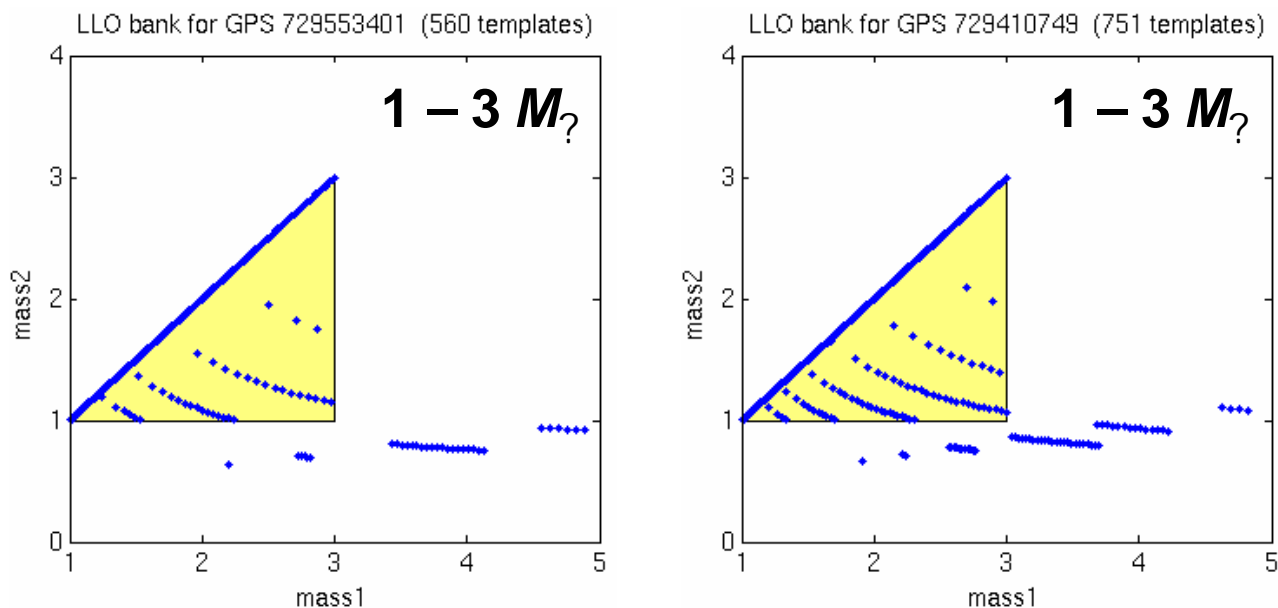 LLO bank for GPS 729553401 (560 templates)
1 – 3 M?
4
3
2
1
0
mass2
1
2
3
4
5
mass1
LLO bank for GPS 729410749 (751 templates)
1 – 3 M?
4
3
2
1
0
mass2
1
2
3
4
5
mass1